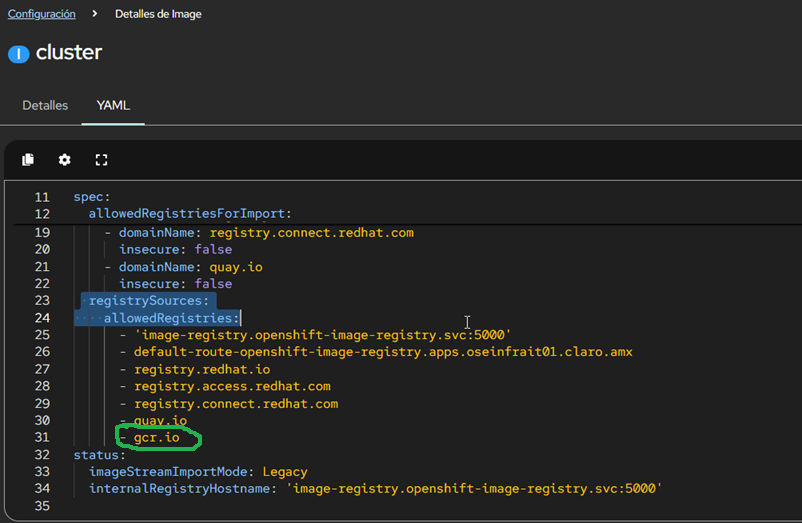 Configuración > Detalles de Image
I cluster
Detalles YAML
11 spec:
12 allowedRegistriesForImport:
19 - domainName: registry.connect.redhat.com
20 insecure: false
21 - domainName: quay.io
22 insecure: false
23 registrySources:
24 allowedRegistries:
25 - 'image-registry.openshift-image-registry.svc:5000'
26 - default-route-openshift-image-registry.apps.oseinfrait01.claro.amx
27 - registry.redhat.io
28 - registry.access.redhat.com
29 - registry.connect.redhat.com
30 - quay.io
31 - gcr.io
32 status:
33 imageStreamImportMode: Legacy
34 internalRegistryHostname: 'image-registry.openshift-image-registry.svc:5000'
35